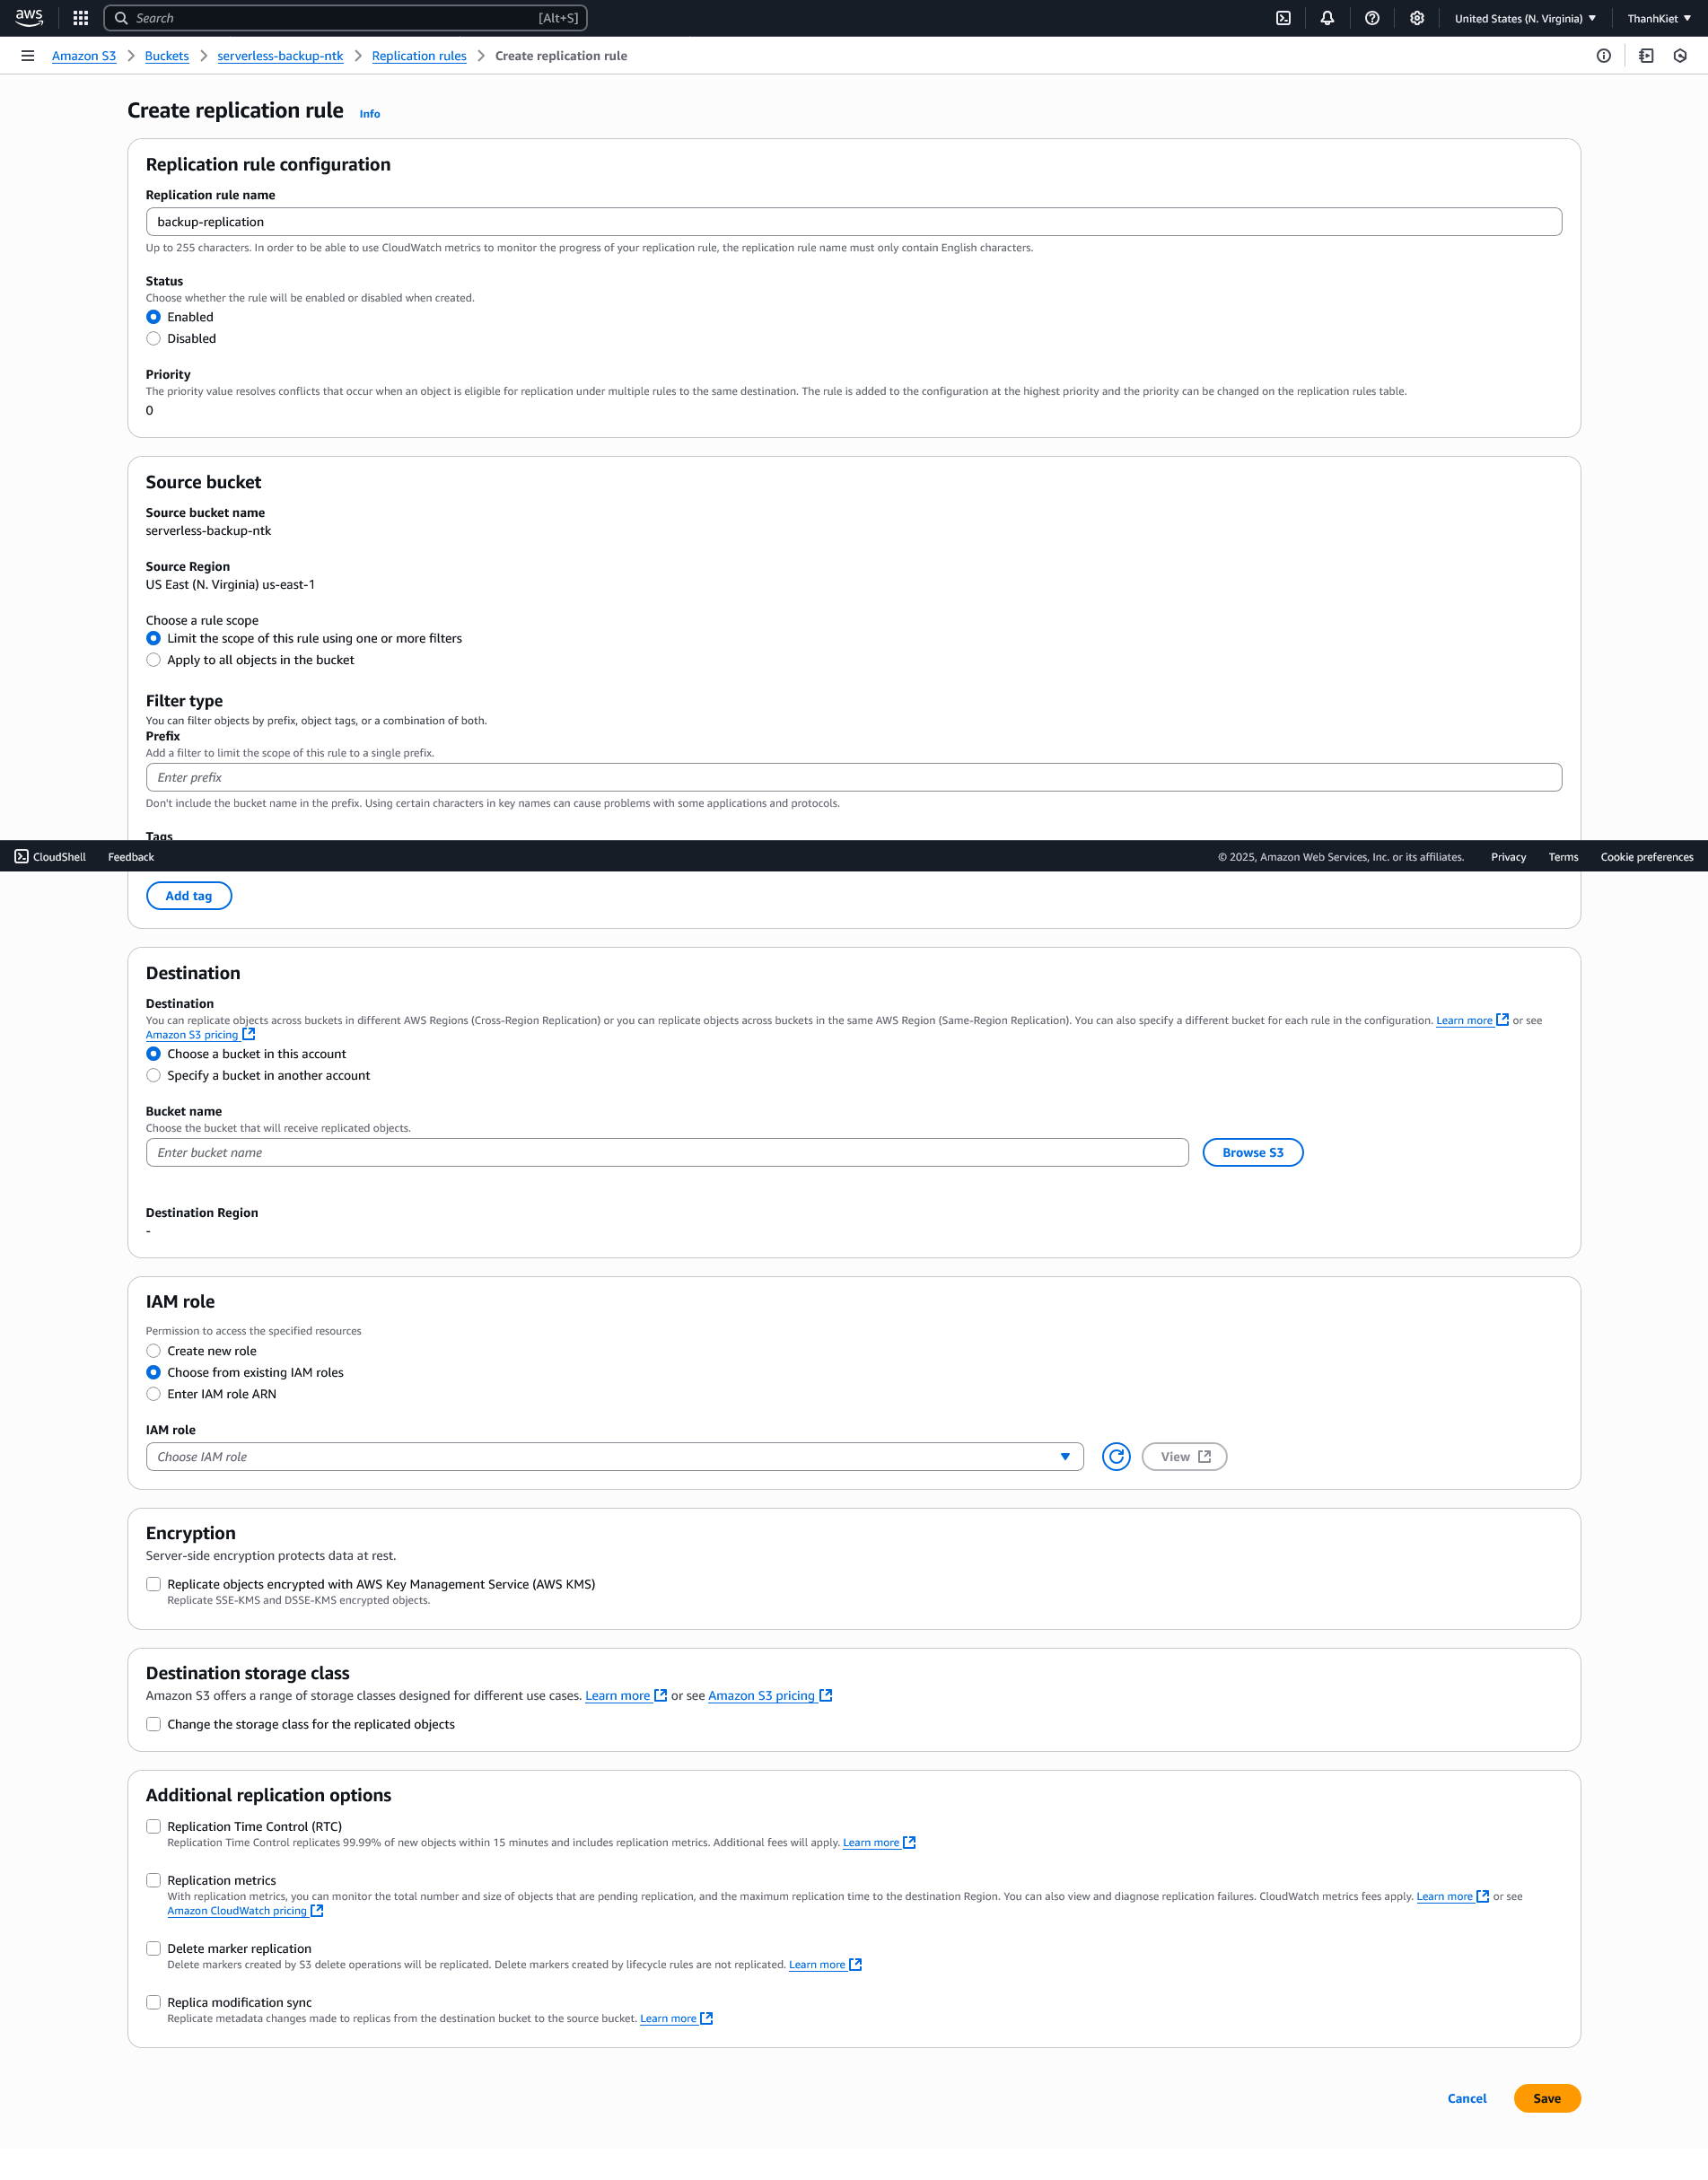 aws
Search [Alt+S]
United States (N. Virginia) ThanhKiet
Amazon S3 Buckets serverless-backup-ntk Replication rules Create replication rule
Create replication rule Info
Replication rule configuration
Replication rule name
backup-replication
Up to 255 characters. In order to be able to use CloudWatch metrics to monitor the progress of your replication rule, the replication rule name must only contain English characters.
Status
Choose whether the rule will be enabled or disabled when created.
Enabled
Disabled
Priority
The priority value resolves conflicts that occur when an object is eligible for replication under multiple rules to the same destination. The rule is added to the configuration at the highest priority and the priority can be changed on the replication rules table.
0
Source bucket
Source bucket name
serverless-backup-ntk
Source Region
US East (N. Virginia) us-east-1
Choose a rule scope
Limit the scope of this rule using one or more filters
Apply to all objects in the bucket
Filter type
You can filter objects by prefix, object tags, or a combination of both.
Prefix
Add a filter to limit the scope of this rule to a single prefix.
Enter prefix
Don't include the bucket name in the prefix. Using certain characters in key names can cause problems with some applications and protocols.
Tags
CloudShell Feedback © 2025, Amazon Web Services, Inc. or its affiliates. Privacy Terms Cookie preferences
Add tag
Destination
Destination
You can replicate objects across buckets in different AWS Regions (Cross-Region Replication) or you can replicate objects across buckets in the same AWS Region (Same-Region Replication). You can also specify a different bucket for each rule in the configuration. Learn more or see
Amazon S3 pricing
Choose a bucket in this account
Specify a bucket in another account
Bucket name
Choose the bucket that will receive replicated objects.
Enter bucket name Browse S3
Destination Region
-
IAM role
Permission to access the specified resources
Create new role
Choose from existing IAM roles
Enter IAM role ARN
IAM role
Choose IAM role View
Encryption
Server-side encryption protects data at rest.
Replicate objects encrypted with AWS Key Management Service (AWS KMS)
Replicate SSE-KMS and DSSE-KMS encrypted objects.
Destination storage class
Amazon S3 offers a range of storage classes designed for different use cases. Learn more or see Amazon S3 pricing
Change the storage class for the replicated objects
Additional replication options
Replication Time Control (RTC)
Replication Time Control replicates 99.99% of new objects within 15 minutes and includes replication metrics. Additional fees will apply. Learn more
Replication metrics
With replication metrics, you can monitor the total number and size of objects that are pending replication, and the maximum replication time to the destination Region. You can also view and diagnose replication failures. CloudWatch metrics fees apply. Learn more or see
Amazon CloudWatch pricing
Delete marker replication
Delete markers created by S3 delete operations will be replicated. Delete markers created by lifecycle rules are not replicated. Learn more
Replica modification sync
Replicate metadata changes made to replicas from the destination bucket to the source bucket. Learn more
Cancel Save